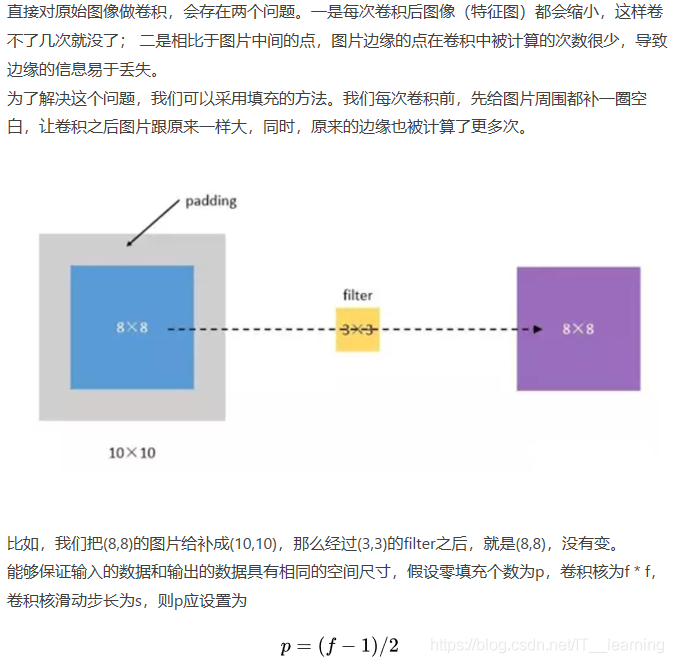 直接对原始图像做卷积，会存在两个问题。一是每次卷积后图像（特征图）都会缩小，这样卷
不了几次就没了； 二是相比于图片中间的点，图片边缘的点在卷积中被计算的次数很少，导致
边缘的信息易于丢失。
为了解决这个问题，我们可以采用填充的方法。我们每次卷积前，先给图片周围都补一圈空
白，让卷积之后图片跟原来一样大，同时，原来的边缘也被计算了更多次。
padding
filter
8×8
3×3
8×8
10×10
比如，我们把(8,8)的图片给补成(10,10)，那么经过(3,3)的filter之后，就是(8,8)，没有变。
能够保证输入的数据和输出的数据具有相同的空间尺寸，假设零填充个数为p，卷积核为f * f，
卷积核滑动步长为s，则p应设置为
p = (f − 1)/2
https://blog.csdn.net/IT__learning